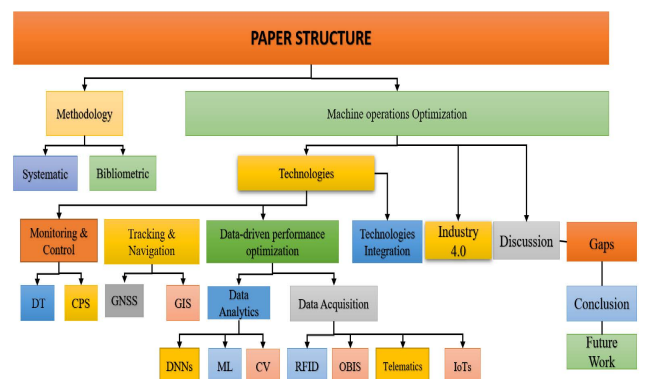 PAPER STRUCTURE
Methodology
Machine operations Optimization
Systematic
Bibliometric
Technologies
Monitoring &
Control
Tracking &
Navigation
Data-driven performance
optimization
Technologies
Integration
Industry
4.0
Discussion
Gaps
DT
CPS
GNSS
GIS
Data
Analytics
Data Acquisition
Conclusion
DNNs
ML
CV
RFID
OBIS
Telematics
IoTs
Future
Work